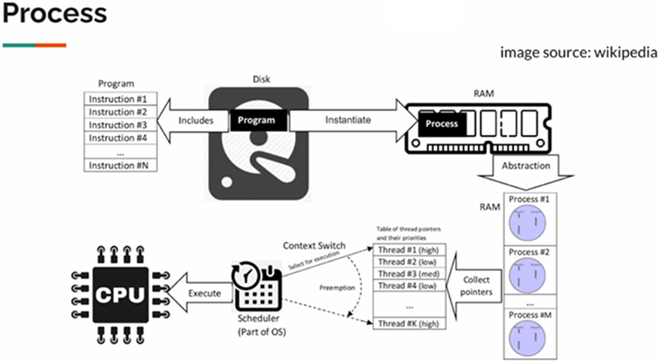 Process
image source: wikipedia
Program
Instruction #1
Instruction #2
Instruction #3
Instruction #4
...
Instruction #N
Includes
Disk
Program
Instantiate
RAM
Process
Abstraction
RAM
Process #1
Process #2
...
Process #M
Collect
pointers
Table of thread pointers
and their priorities
Thread #1 (high)
Thread #2 (low)
Thread #3 (med)
Thread #4 (low)
...
Thread #K (high)
Context Switch
Select for execution
Preemption
Scheduler
(Part of OS)
Execute
CPU